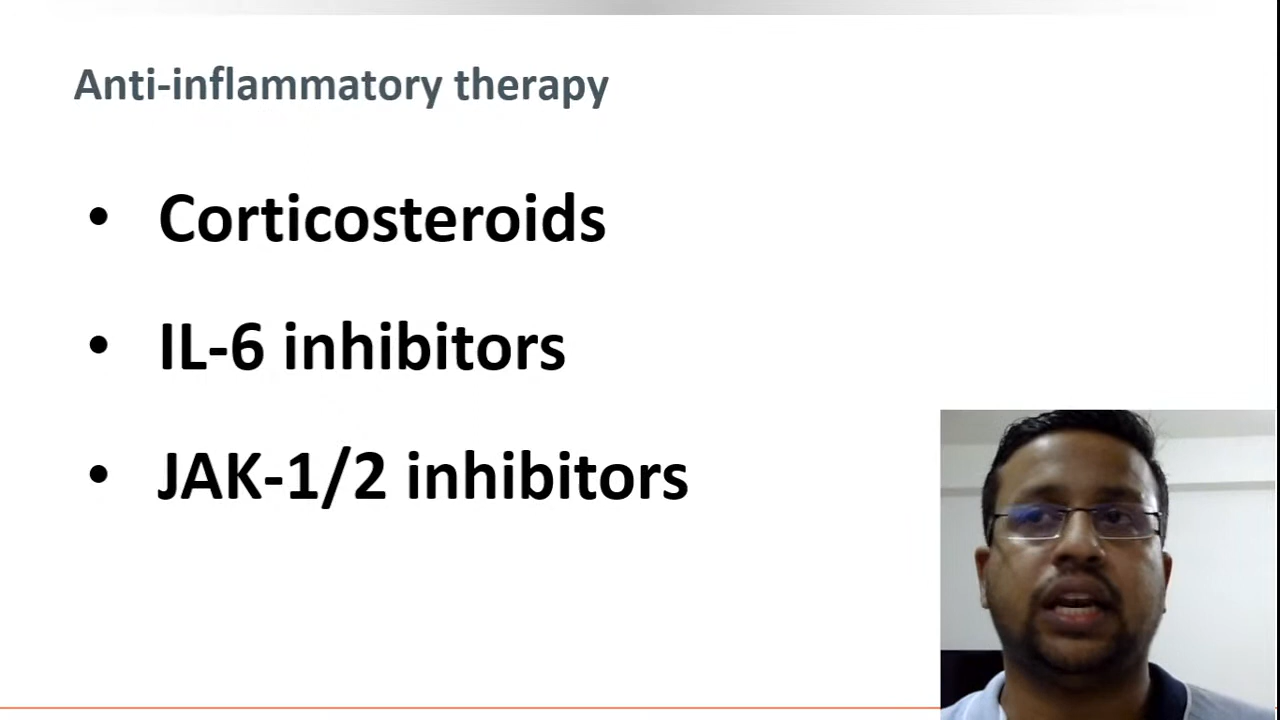 Anti-inflammatory therapy
• Corticosteroids
• IL-6 inhibitors
• JAK-1/2 inhibitors